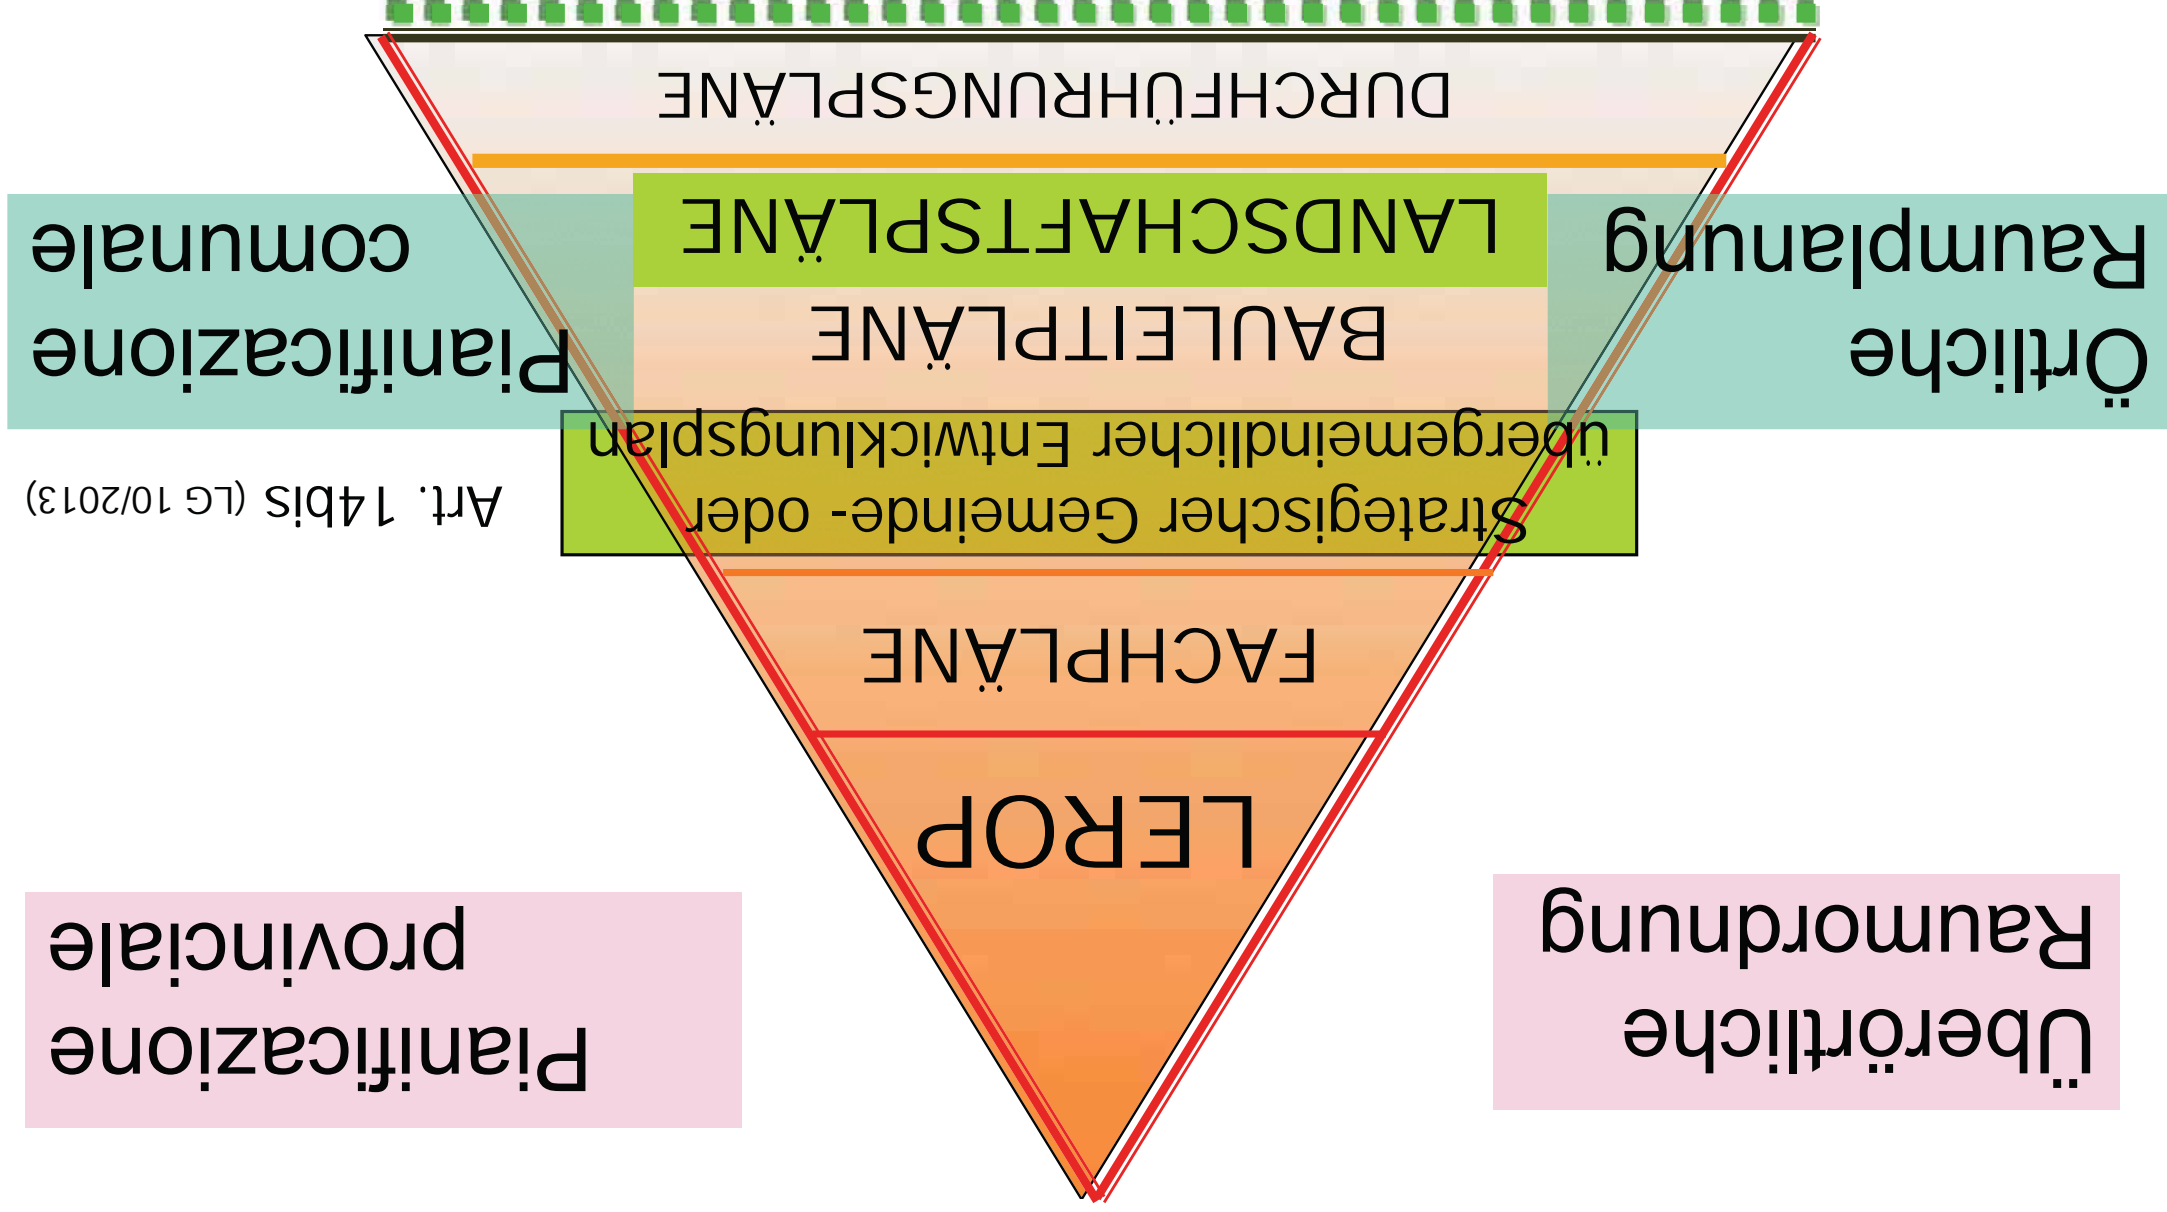 Überörtliche
Raumordnung
Pianificazione
provinciale
LEROP
FACHPLÄNE
Strategischer Gemeinde- oder
übergemeindlicher Entwicklungsplan
Art. 14bis (LG 10/2013)
Örtliche
Raumplanung
Pianificazione
comunale
BAULEITPLÄNE
LANDSCHAFTSPLÄNE
DURCHFÜHRUNGSPLÄNE